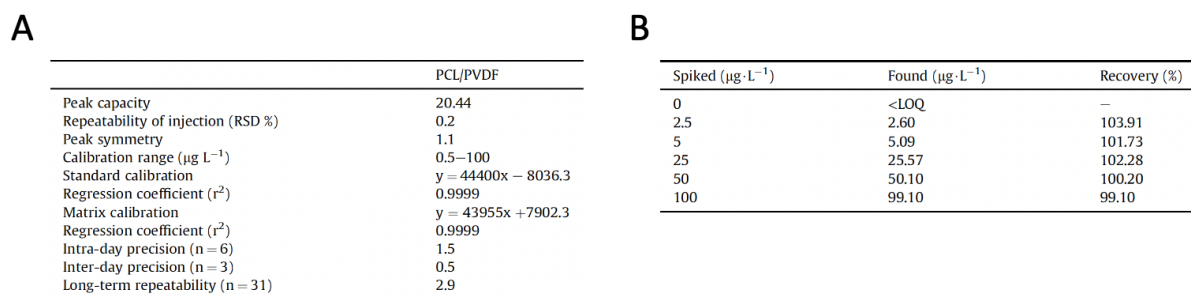 A
PCL/PVDF
Peak capacity 20.44
Repeatability of injection (RSD %) 0.2
Peak symmetry 1.1
Calibration range (μg L⁻¹) 0.5–100
Standard calibration y = 44400x − 8036.3
Regression coefficient (r²) 0.9999
Matrix calibration y = 43955x +7902.3
Regression coefficient (r²) 0.9999
Intra-day precision (n = 6) 1.5
Inter-day precision (n = 3) 0.5
Long-term repeatability (n = 31) 2.9
B
Spiked (μg·L⁻¹) Found (μg·L⁻¹) Recovery (%)
0 <LOQ –
2.5 2.60 103.91
5 5.09 101.73
25 25.57 102.28
50 50.10 100.20
100 99.10 99.10